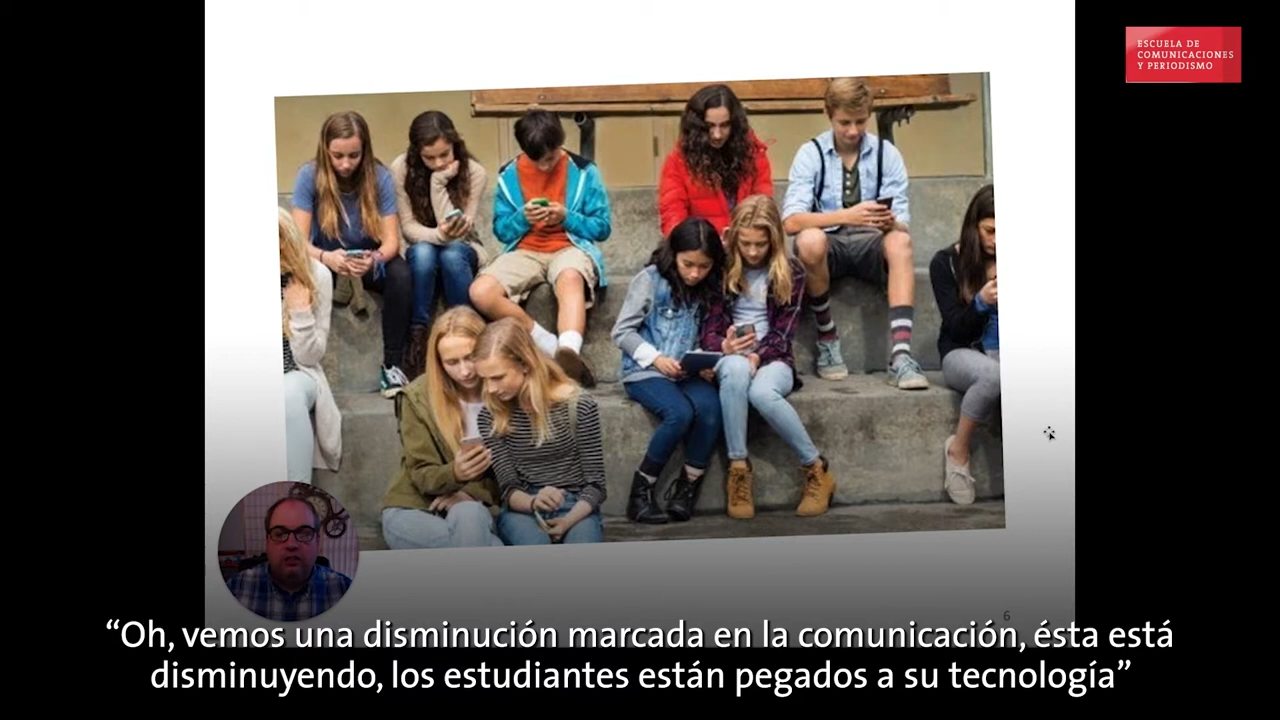 ESCUELA DE
COMUNICACIONES
Y PERIODISMO
6
“Oh, vemos una disminución marcada en la comunicación, ésta está
disminuyendo, los estudiantes están pegados a su tecnología”